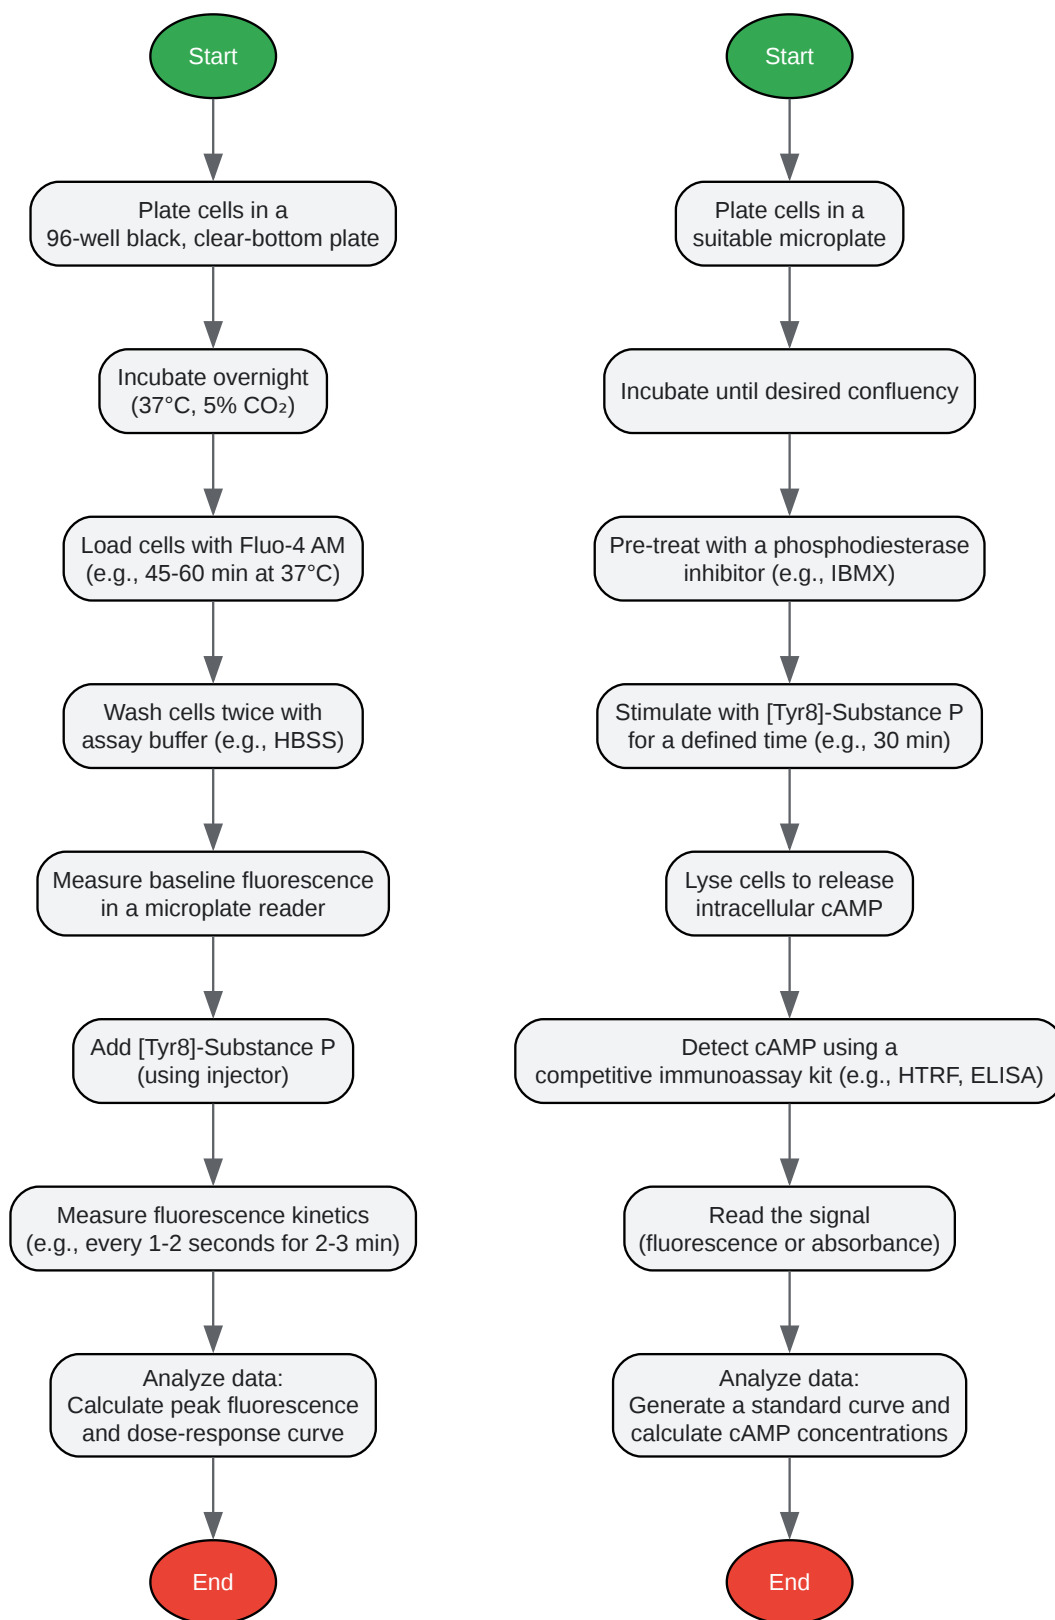 Start
Plate cells in a
96-well black, clear-bottom plate
Incubate overnight
(37°C, 5% CO₂)
Load cells with Fluo-4 AM
(e.g., 45-60 min at 37°C)
Wash cells twice with
assay buffer (e.g., HBSS)
Measure baseline fluorescence
in a microplate reader
Add [Tyr8]-Substance P
(using injector)
Measure fluorescence kinetics
(e.g., every 1-2 seconds for 2-3 min)
Analyze data:
Calculate peak fluorescence
and dose-response curve
End
Start
Plate cells in a
suitable microplate
Incubate until desired confluency
Pre-treat with a phosphodiesterase
inhibitor (e.g., IBMX)
Stimulate with [Tyr8]-Substance P
for a defined time (e.g., 30 min)
Lyse cells to release
intracellular cAMP
Detect cAMP using a
competitive immunoassay kit (e.g., HTRF, ELISA)
Read the signal
(fluorescence or absorbance)
Analyze data:
Generate a standard curve and
calculate cAMP concentrations
End